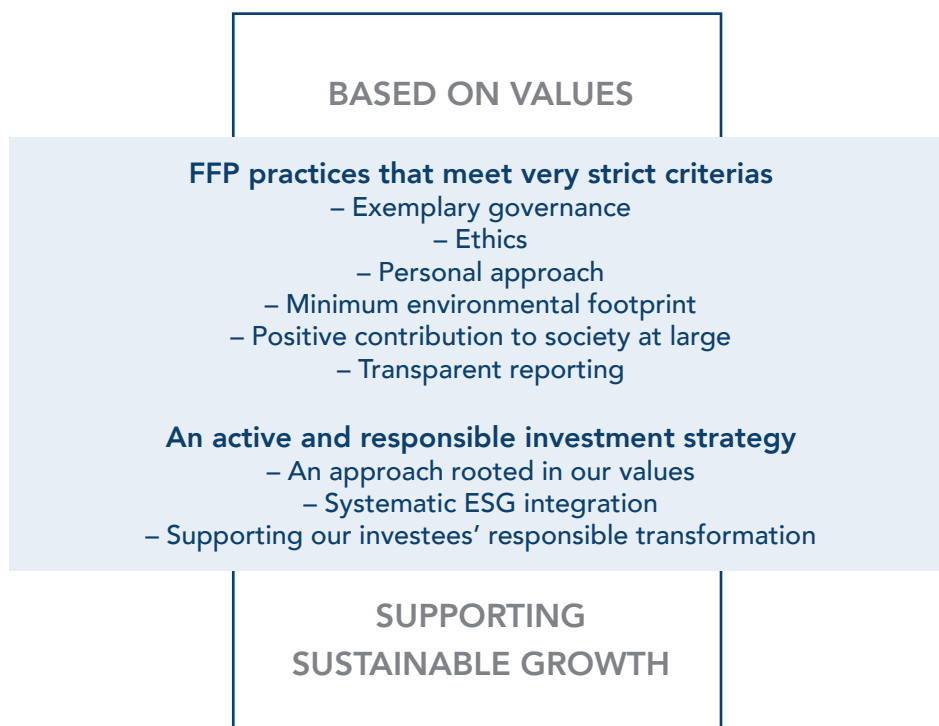 BASED ON VALUES
FFP practices that meet very strict criterias
– Exemplary governance
– Ethics
– Personal approach
– Minimum environmental footprint
– Positive contribution to society at large
– Transparent reporting
An active and responsible investment strategy
– An approach rooted in our values
– Systematic ESG integration
– Supporting our investees’ responsible transformation
SUPPORTING
SUSTAINABLE GROWTH